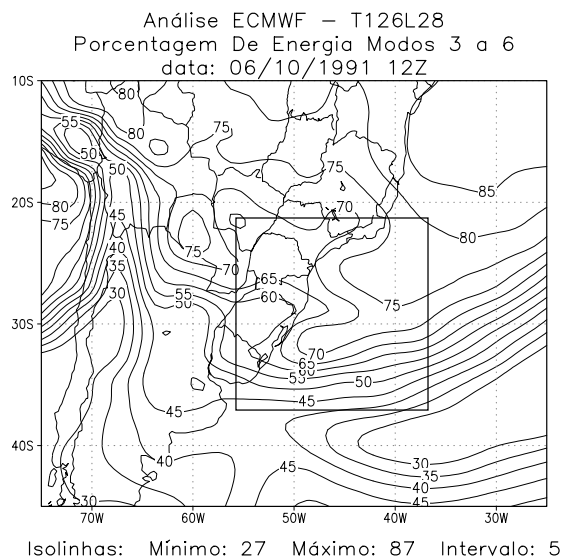 Análise ECMWF – T126L28
Porcentagem De Energia Modos 3 a 6
data: 06/10/1991 12Z
10S
80
55
80
75
50
50
75
85
20S
80
45
70
75
80
40
75
70
65
35
30
55
50
60
75
30S
70
65
60
55
50
45
45
40S
40
45
30
35
40
45
30
70W
60W
50W
40W
30W
Isolinhas: Mínimo: 27 Máximo: 87 Intervalo: 5